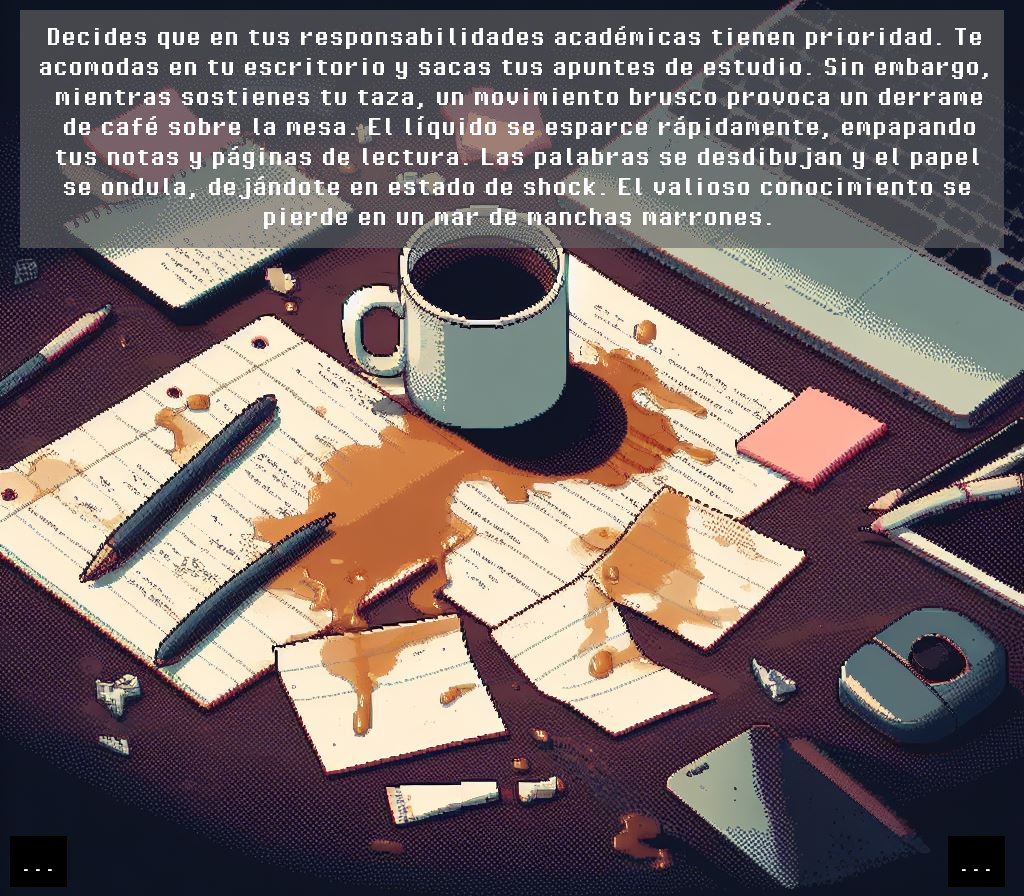 Decides que en tus responsabilidades académicas tienen prioridad. Te
acomodas en tu escritorio y sacas tus apuntes de estudio. Sin embargo,
mientras sostienes tu taza, un movimiento brusco provoca un derrame
de café sobre la mesa. El líquido se esparce rápidamente, empapando
tus notas y páginas de lectura. Las palabras se desdibujan y el papel
se ondula, dejándote en estado de shock. El valioso conocimiento se
pierde en un mar de manchas marrones.
... ...